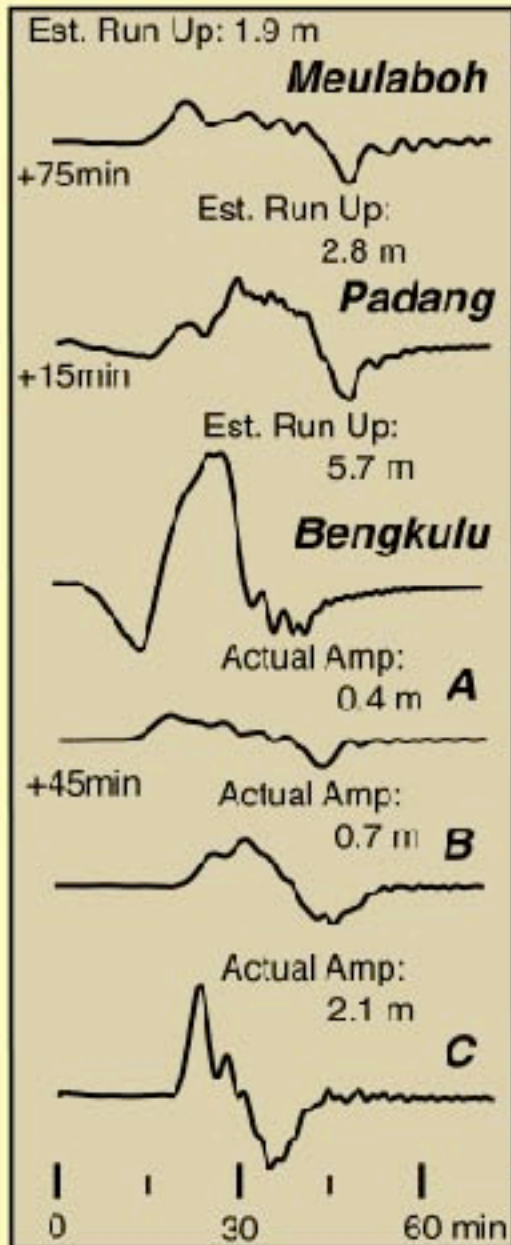 Est. Run Up: 1.9 m
Meulaboh
+75min
Est. Run Up:
2.8 m
Padang
+15min
Est. Run Up:
5.7 m
Bengkulu
Actual Amp:
0.4 m A
+45min
Actual Amp:
0.7 m B
Actual Amp:
2.1 m
C
0 30 60 min